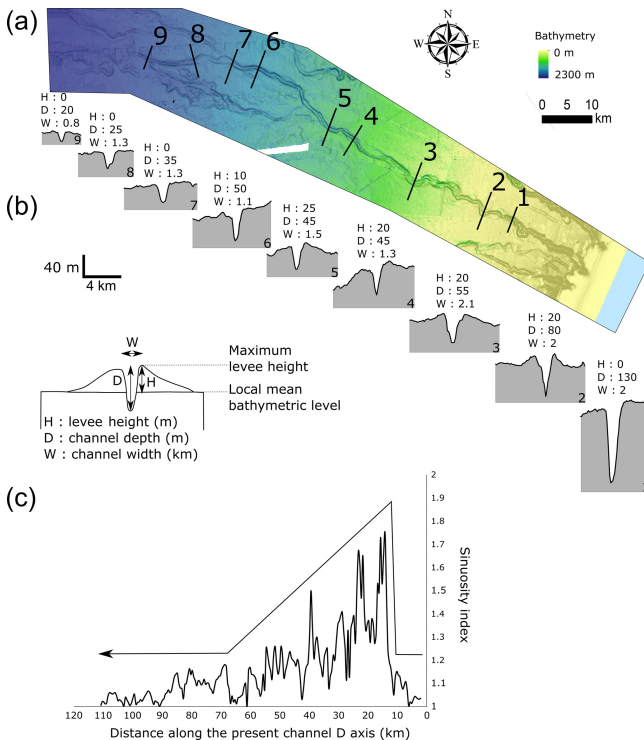 (a)
N
W E
S
Bathymetry
0 m
2300 m
0 5 10
km
9 8 7 6
5 4
3
2 1
(b)
H : 0
D : 20
W : 0.8
9
H : 0
D : 25
W : 1.3
8
H : 0
D : 35
W : 1.3
7
H : 10
D : 50
W : 1.1
6
H : 25
D : 45
W : 1.5
5
H : 20
D : 45
W : 1.3
4
H : 20
D : 55
W : 2.1
3
H : 20
D : 80
W : 2
2
H : 0
D : 130
W : 2
40 m
4 km
W
D H
Maximum
levee height
Local mean
bathymetric level
H : levee height (m)
D : channel depth (m)
W : channel width (km)
(c)
2
1.9
1.8
1.7
1.6
1.5
1.4
1.3
1.2
1.1
1
Sinuosity index
120 110 100 90 80 70 60 50 40 30 20 10 0
Distance along the present channel D axis (km)